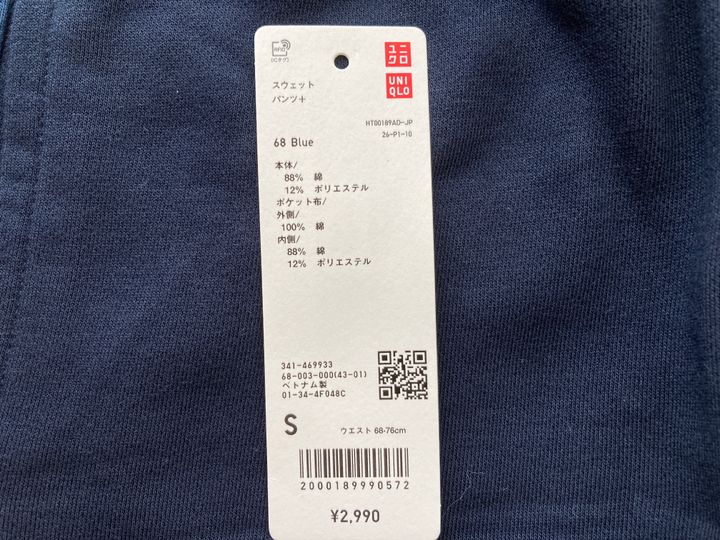 RFID
[ICタグ]
ユニ
クロ
UNI
QLO
スウェット
パンツ+
HT00189AD-JP
26-P1-10
68 Blue
本体/
88% 綿
12% ポリエステル
ポケット布/
外側/
100% 綿
内側/
88% 綿
12% ポリエステル
341-469933
68-003-000(43-01)
ベトナム製
01-34-4F048C
S ウエスト 68-76cm
2000189990572
¥2,990